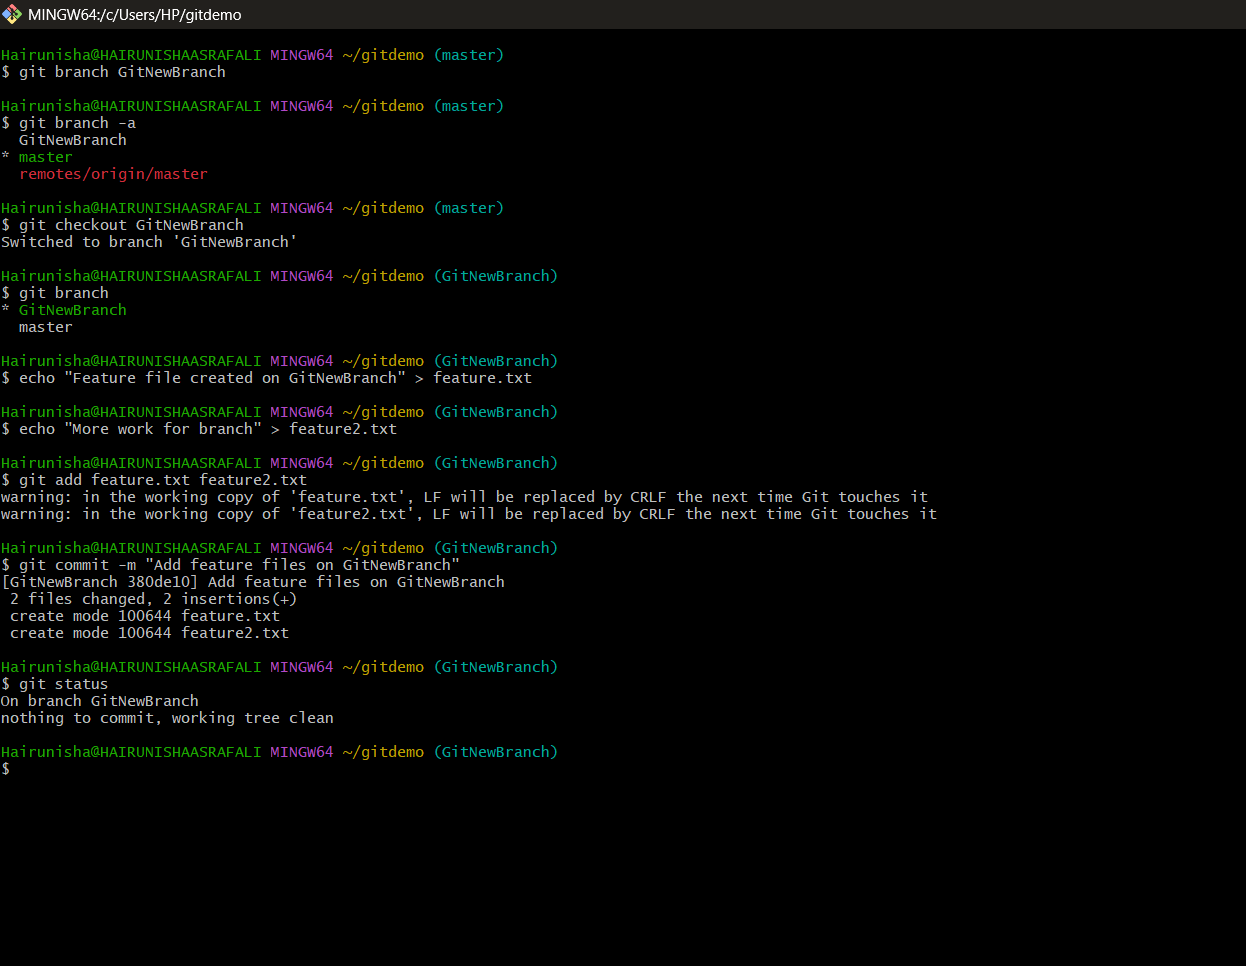 MINGW64:/c/Users/HP/gitdemo
Hairunisha@HAIRUNISHAASRAFALI MINGW64 ~/gitdemo (master)
$ git branch GitNewBranch
Hairunisha@HAIRUNISHAASRAFALI MINGW64 ~/gitdemo (master)
$ git branch -a
GitNewBranch
* master
remotes/origin/master
Hairunisha@HAIRUNISHAASRAFALI MINGW64 ~/gitdemo (master)
$ git checkout GitNewBranch
Switched to branch 'GitNewBranch'
Hairunisha@HAIRUNISHAASRAFALI MINGW64 ~/gitdemo (GitNewBranch)
$ git branch
* GitNewBranch
master
Hairunisha@HAIRUNISHAASRAFALI MINGW64 ~/gitdemo (GitNewBranch)
$ echo "Feature file created on GitNewBranch" > feature.txt
Hairunisha@HAIRUNISHAASRAFALI MINGW64 ~/gitdemo (GitNewBranch)
$ echo "More work for branch" > feature2.txt
Hairunisha@HAIRUNISHAASRAFALI MINGW64 ~/gitdemo (GitNewBranch)
$ git add feature.txt feature2.txt
warning: in the working copy of 'feature.txt', LF will be replaced by CRLF the next time Git touches it
warning: in the working copy of 'feature2.txt', LF will be replaced by CRLF the next time Git touches it
Hairunisha@HAIRUNISHAASRAFALI MINGW64 ~/gitdemo (GitNewBranch)
$ git commit -m "Add feature files on GitNewBranch"
[GitNewBranch 380de10] Add feature files on GitNewBranch
2 files changed, 2 insertions(+)
create mode 100644 feature.txt
create mode 100644 feature2.txt
Hairunisha@HAIRUNISHAASRAFALI MINGW64 ~/gitdemo (GitNewBranch)
$ git status
On branch GitNewBranch
nothing to commit, working tree clean
Hairunisha@HAIRUNISHAASRAFALI MINGW64 ~/gitdemo (GitNewBranch)
$